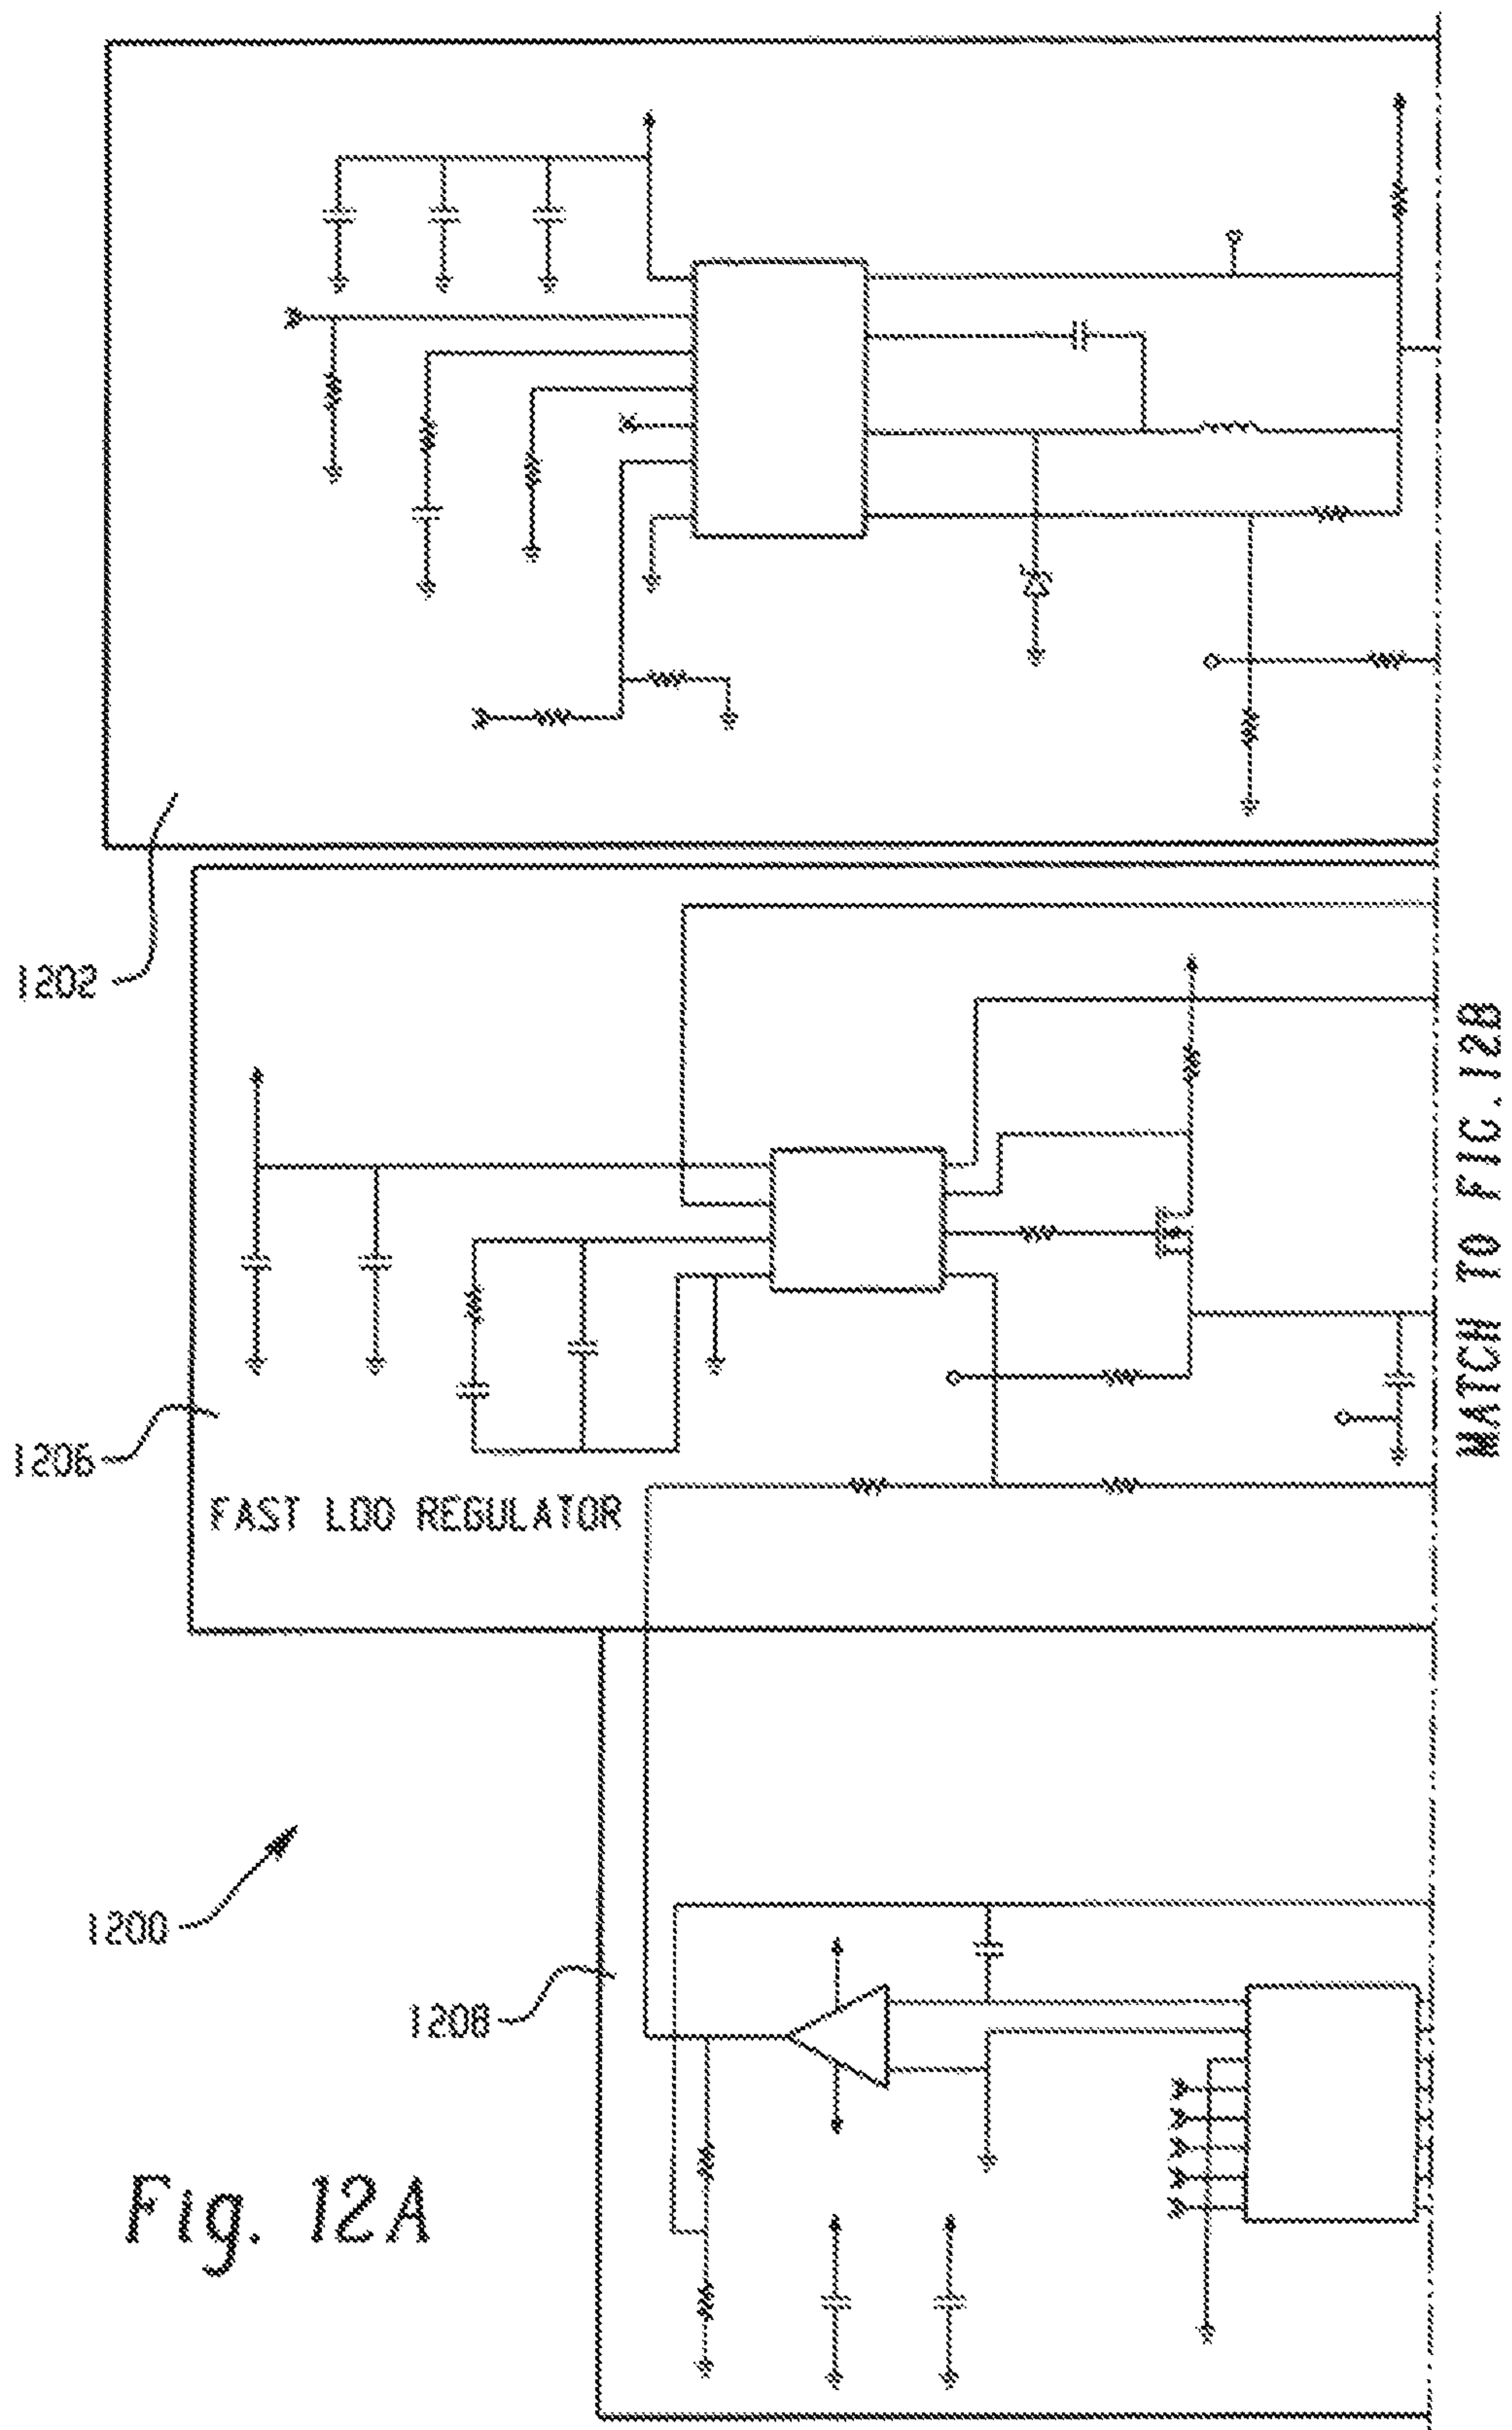 1202
MATCH TO FIG.12B
1206
FAST LDO REGULATOR
1200
1208
Fig. 12A